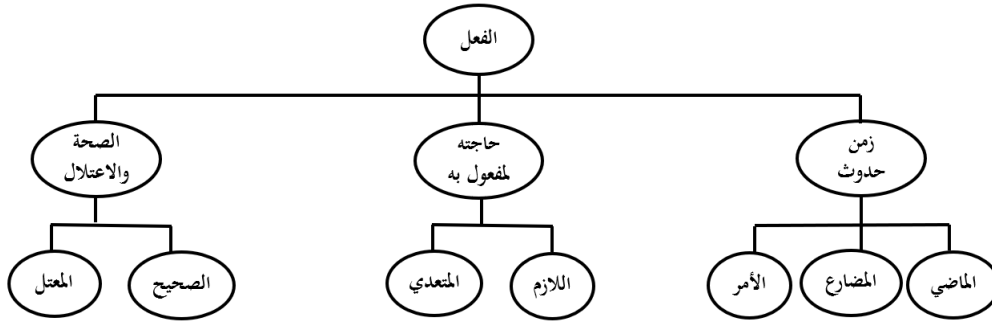 الفعل
زمن
حدوث
حاجته
لمفعول به
الصحة
والاعتلال
الماضي
المضارع
الأمر
اللازم
المتعدي
الصحيح
المعتل